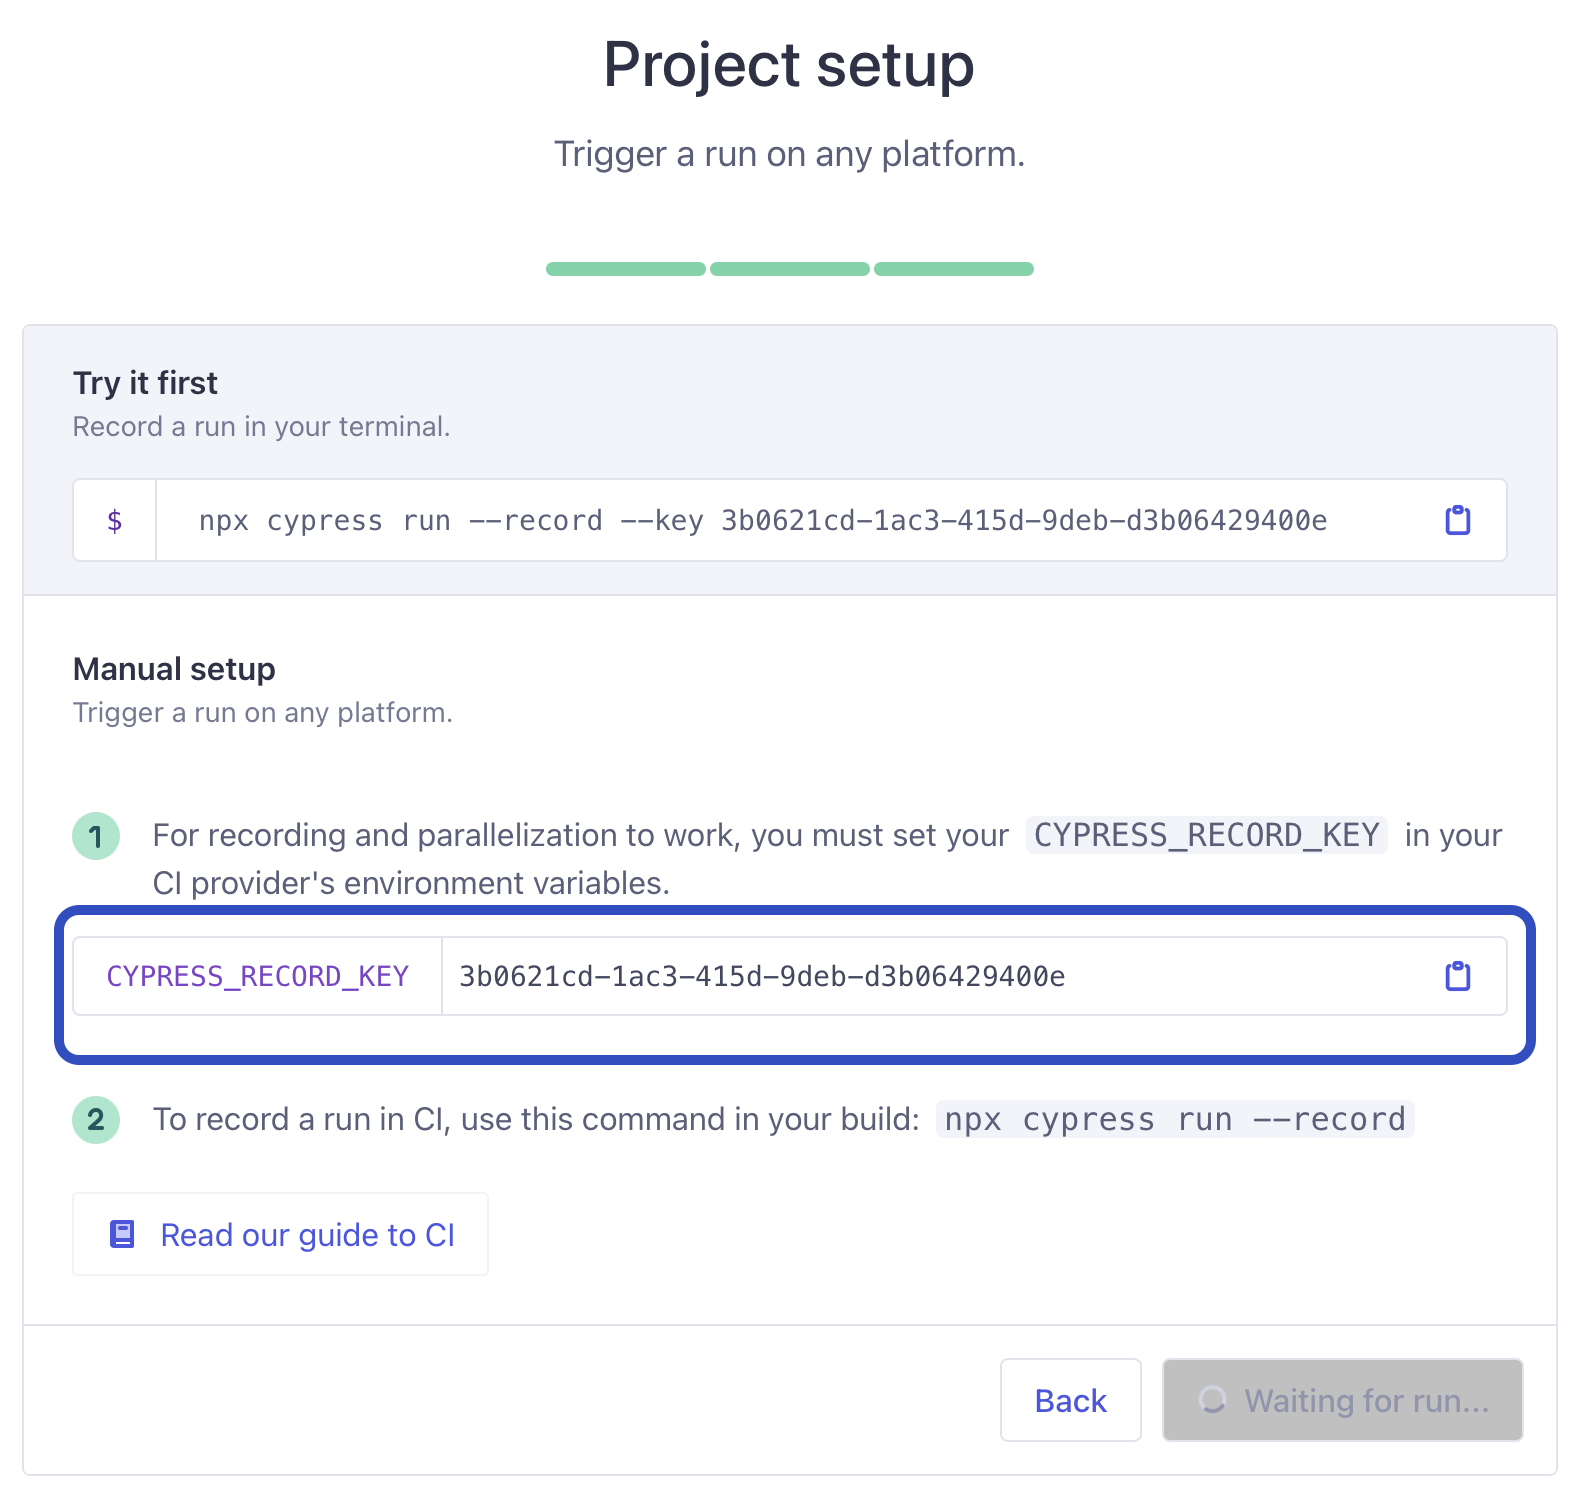 Project setup
Trigger a run on any platform.
Try it first
Record a run in your terminal.
$ npx cypress run --record --key 3b0621cd-1ac3-415d-9deb-d3b06429400e
Manual setup
Trigger a run on any platform.
1 For recording and parallelization to work, you must set your CYPRESS_RECORD_KEY in your
CI provider's environment variables.
CYPRESS_RECORD_KEY 3b0621cd-1ac3-415d-9deb-d3b06429400e
2 To record a run in CI, use this command in your build: npx cypress run --record
Read our guide to CI
Back Waiting for run...